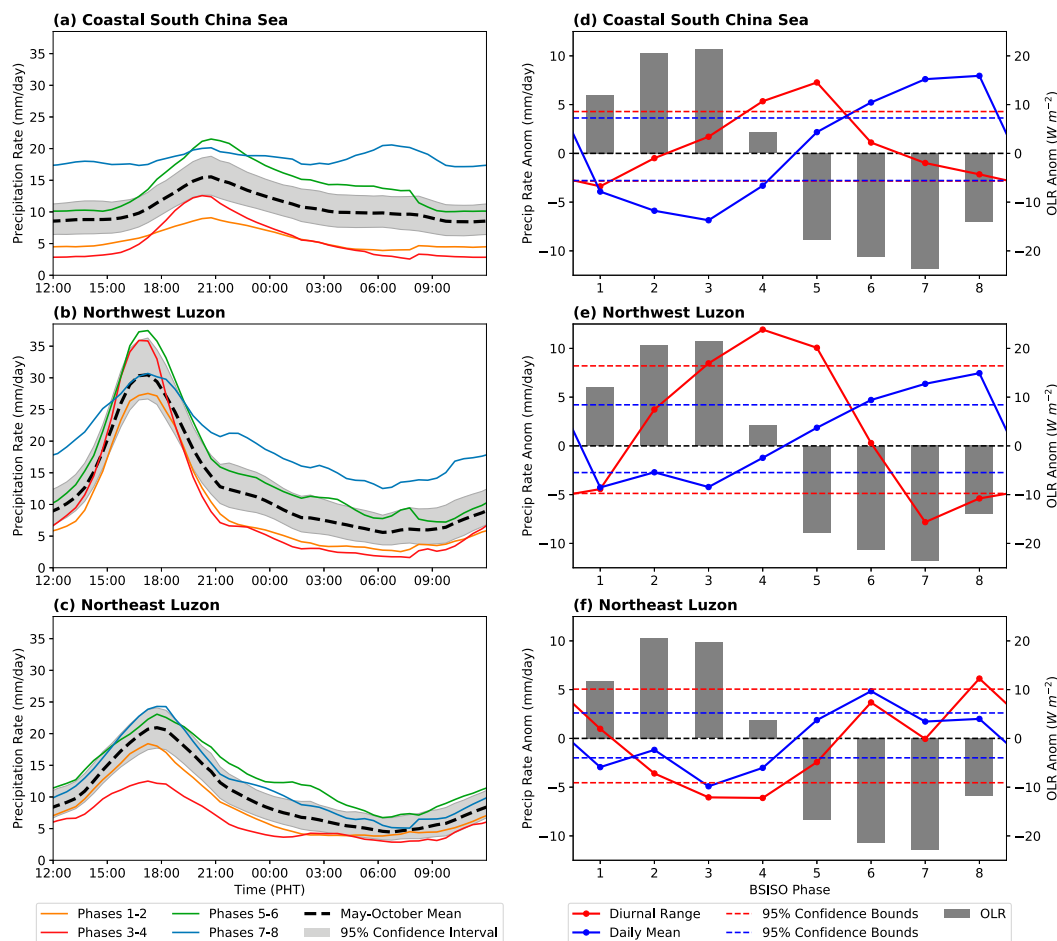 (a) Coastal South China Sea
Precipitation Rate (mm/day)
35
30
25
20
15
10
5
0
12:00 15:00 18:00 21:00 00:00 03:00 06:00 09:00
(d) Coastal South China Sea
Precip Rate Anom (mm/day)
10
5
0
−5
−10
1 2 3 4 5 6 7 8
20
10
0
−10
−20
OLR Anom (W m⁻²)
(b) Northwest Luzon
Precipitation Rate (mm/day)
35
30
25
20
15
10
5
0
12:00 15:00 18:00 21:00 00:00 03:00 06:00 09:00
(e) Northwest Luzon
Precip Rate Anom (mm/day)
10
5
0
−5
−10
1 2 3 4 5 6 7 8
20
10
0
−10
−20
OLR Anom (W m⁻²)
(c) Northeast Luzon
Precipitation Rate (mm/day)
35
30
25
20
15
10
5
0
12:00 15:00 18:00 21:00 00:00 03:00 06:00 09:00
Time (PHT)
(f) Northeast Luzon
Precip Rate Anom (mm/day)
10
5
0
−5
−10
1 2 3 4 5 6 7 8
BSISO Phase
20
10
0
−10
−20
OLR Anom (W m⁻²)
Phases 1-2 Phases 5-6 May-October Mean
Phases 3-4 Phases 7-8 95% Confidence Interval
Diurnal Range 95% Confidence Bounds OLR
Daily Mean 95% Confidence Bounds